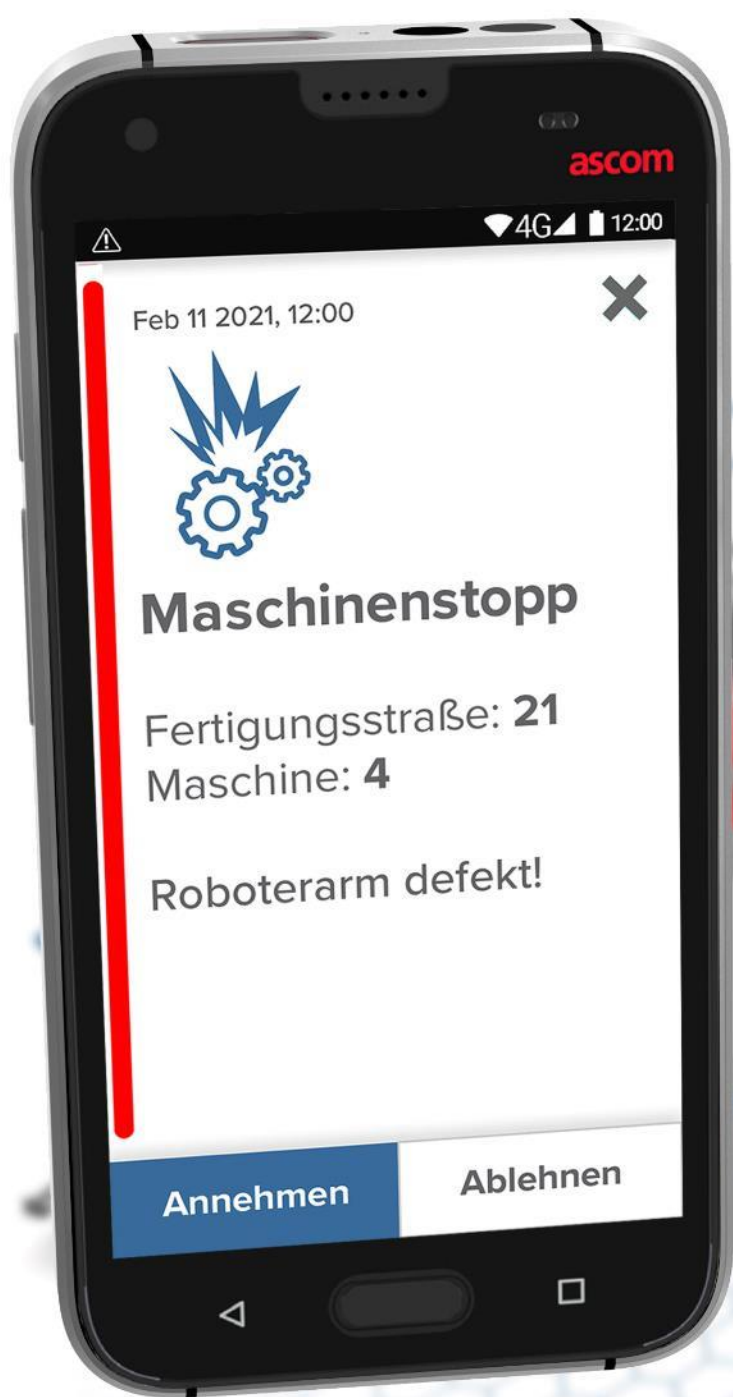 ascom
4G 12:00
Feb 11 2021, 12:00
Maschinenstopp
Fertigungsstraße: 21
Maschine: 4
Roboterarm defekt!
Annehmen Ablehnen